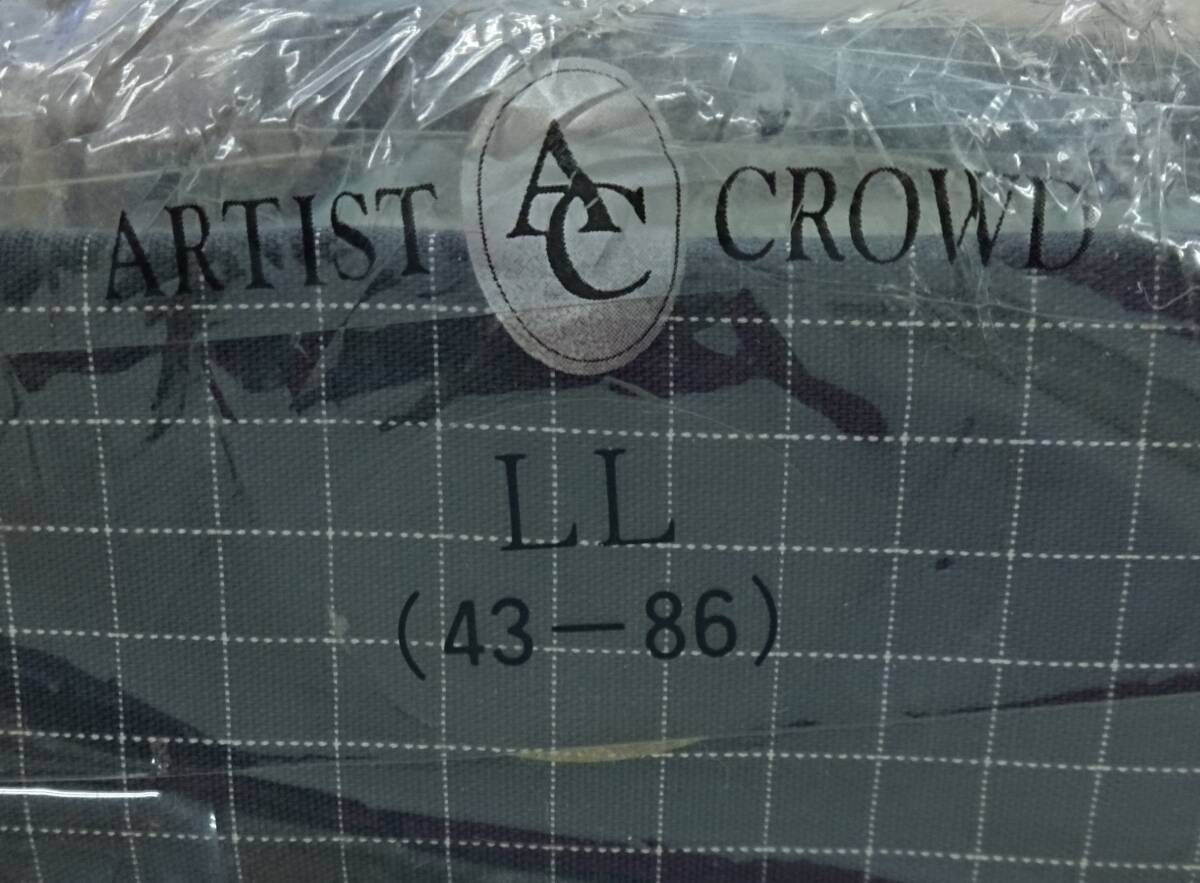 ARTIST AC CROWD
LL
(43－86)